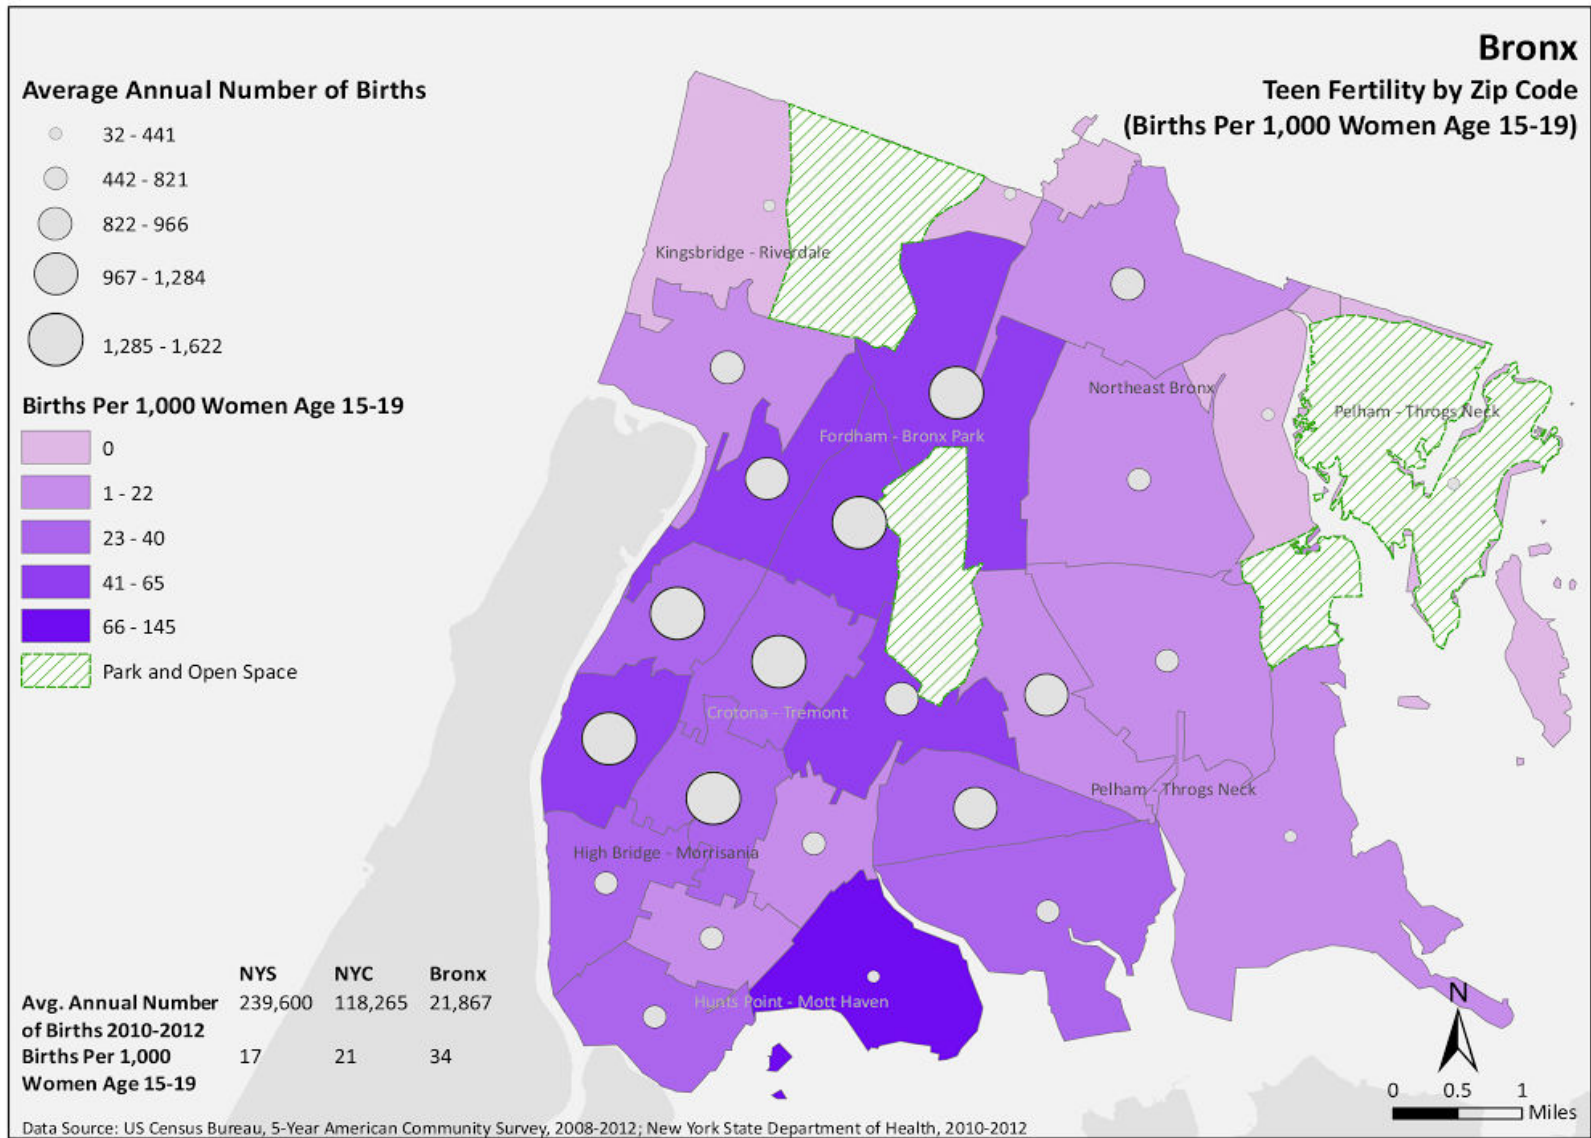 Bronx
Teen Fertility by Zip Code
(Births Per 1,000 Women Age 15-19)
Average Annual Number of Births
32 - 441
442 - 821
822 - 966
967 - 1,284
1,285 - 1,622
Births Per 1,000 Women Age 15-19
0
1 - 22
23 - 40
41 - 65
66 - 145
Park and Open Space
Kingsbridge - Riverdale
Northeast Bronx
Pelham - Throgs Neck
Fordham - Bronx Park
Crotona - Tremont
Pelham - Throgs Neck
High Bridge - Morrisania
Hunts Point - Mott Haven
NYS NYC Bronx
Avg. Annual Number 239,600 118,265 21,867
of Births 2010-2012
Births Per 1,000 17 21 34
Women Age 15-19
N
0 0.5 1
Miles
Data Source: US Census Bureau, 5-Year American Community Survey, 2008-2012; New York State Department of Health, 2010-2012